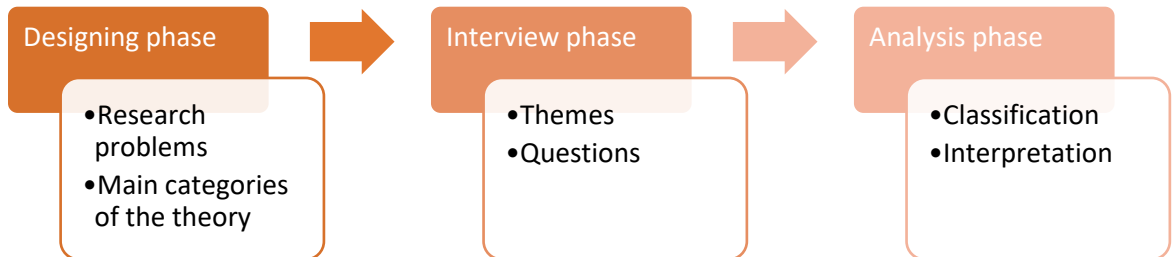 Designing phase
•Research
problems
•Main categories
of the theory
Interview phase
•Themes
•Questions
Analysis phase
•Classification
•Interpretation